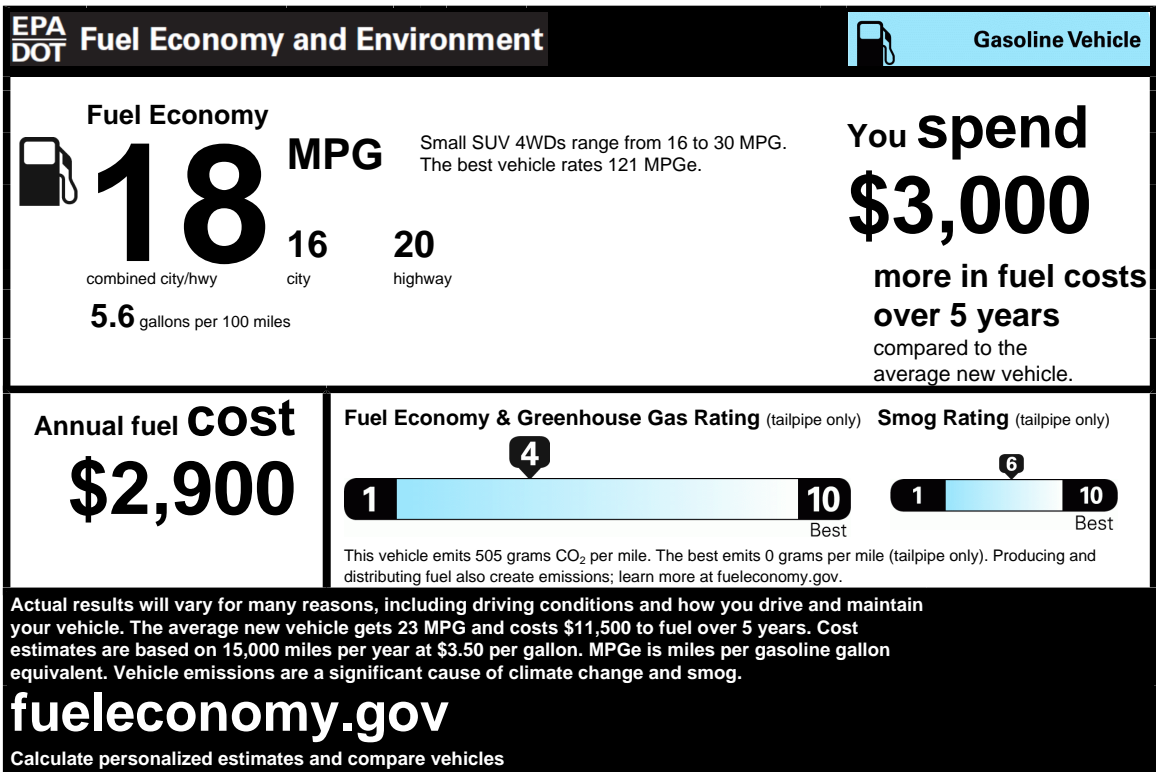 EPA
DOT
Fuel Economy and Environment
Gasoline Vehicle
Fuel Economy
18
MPG
combined city/hwy
16
city
20
highway
5.6 gallons per 100 miles
Small SUV 4WDs range from 16 to 30 MPG.
The best vehicle rates 121 MPGe.
You spend
$3,000
more in fuel costs
over 5 years
compared to the
average new vehicle.
Annual fuel cost
$2,900
Fuel Economy & Greenhouse Gas Rating (tailpipe only)
4
1
10
Best
Smog Rating (tailpipe only)
6
1
10
Best
This vehicle emits 505 grams CO₂ per mile. The best emits 0 grams per mile (tailpipe only). Producing and
distributing fuel also create emissions; learn more at fueleconomy.gov.
Actual results will vary for many reasons, including driving conditions and how you drive and maintain
your vehicle. The average new vehicle gets 23 MPG and costs $11,500 to fuel over 5 years. Cost
estimates are based on 15,000 miles per year at $3.50 per gallon. MPGe is miles per gasoline gallon
equivalent. Vehicle emissions are a significant cause of climate change and smog.
fueleconomy.gov
Calculate personalized estimates and compare vehicles